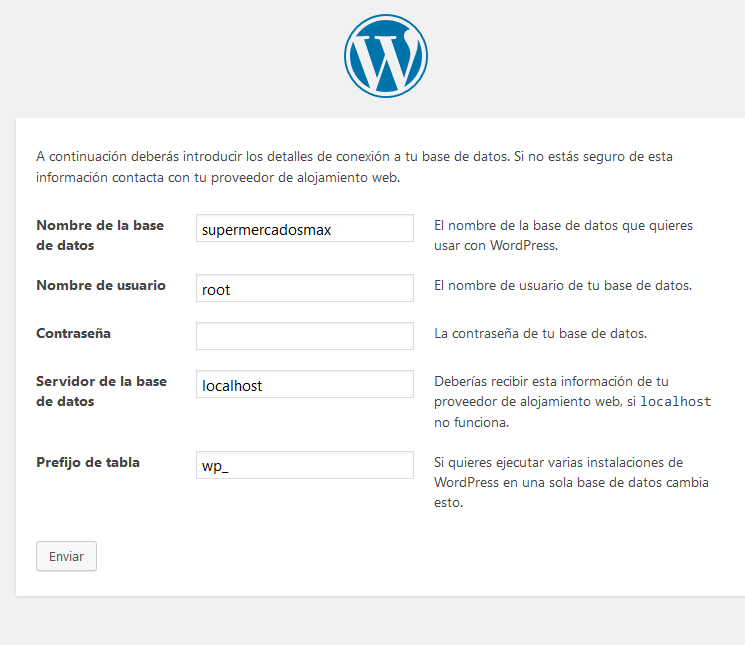 A continuación deberás introducir los detalles de conexión a tu base de datos. Si no estás seguro de esta
información contacta con tu proveedor de alojamiento web.
Nombre de la base
de datos
supermercadosmax
El nombre de la base de datos que quieres
usar con WordPress.
Nombre de usuario
root
El nombre de usuario de tu base de datos.
Contraseña
La contraseña de tu base de datos.
Servidor de la base
de datos
localhost
Deberías recibir esta información de tu
proveedor de alojamiento web, si localhost
no funciona.
Prefijo de tabla
wp_
Si quieres ejecutar varias instalaciones de
WordPress en una sola base de datos cambia
esto.
Enviar